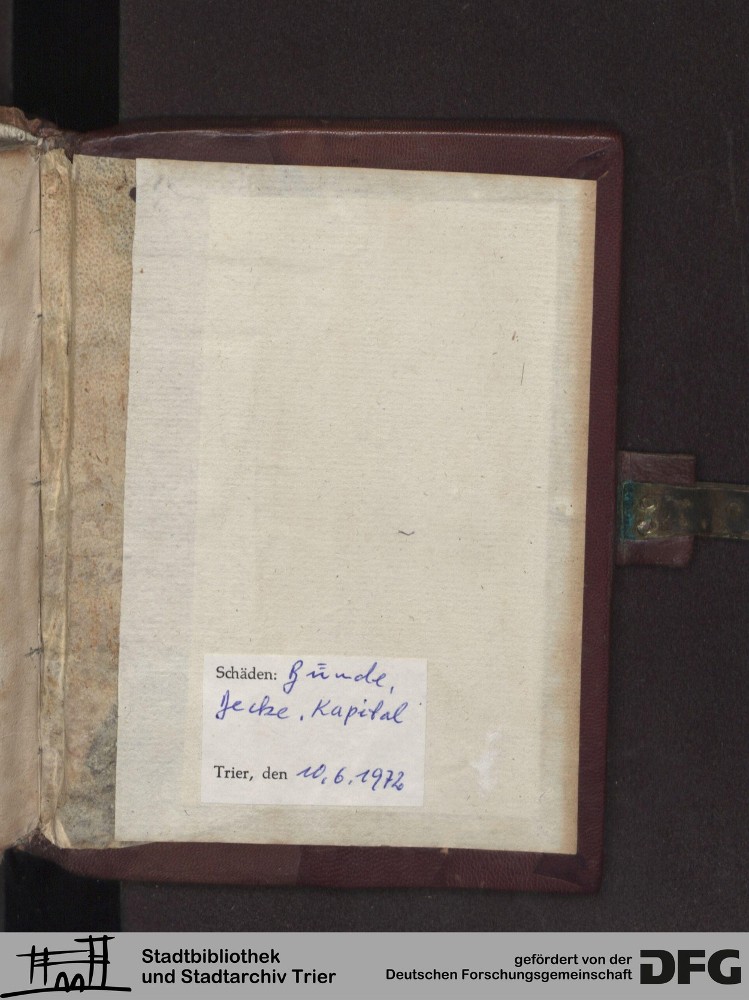 Schäden: Bünde,
Decke, Kapital
Trier, den 10.6.1972
Stadtbibliothek
und Stadtarchiv Trier
gefördert von der
Deutschen Forschungsgemeinschaft
DFG